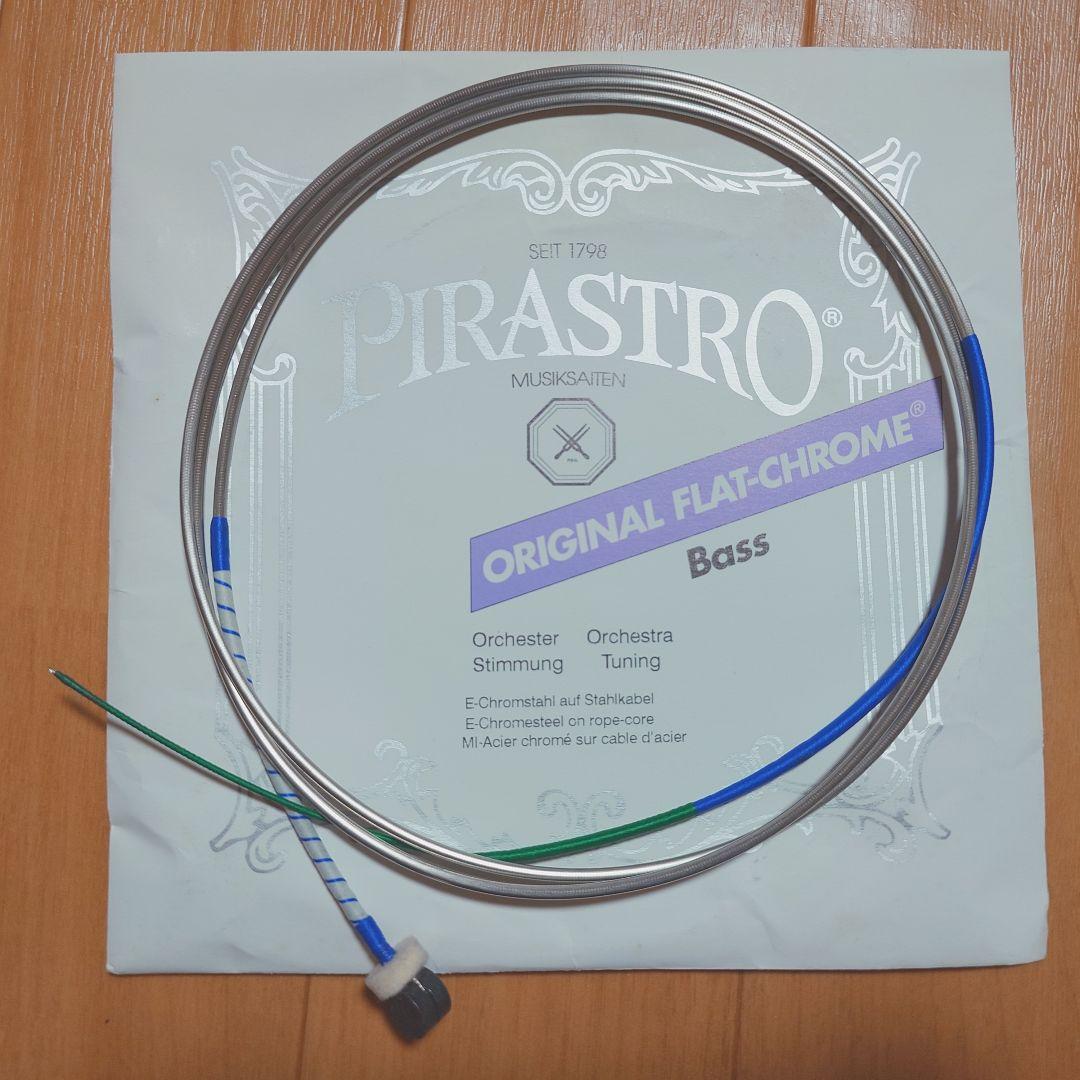 SEIT 1798
PIRASTRO®
MUSIKSAITEN
ORIGINAL FLAT-CHROME®
Bass
Orchester Orchestra
Stimmung Tuning
E-Chromstahl auf Stahlkabel
E-Chromesteel on rope-core
MI-Acier chromé sur cable d'acier